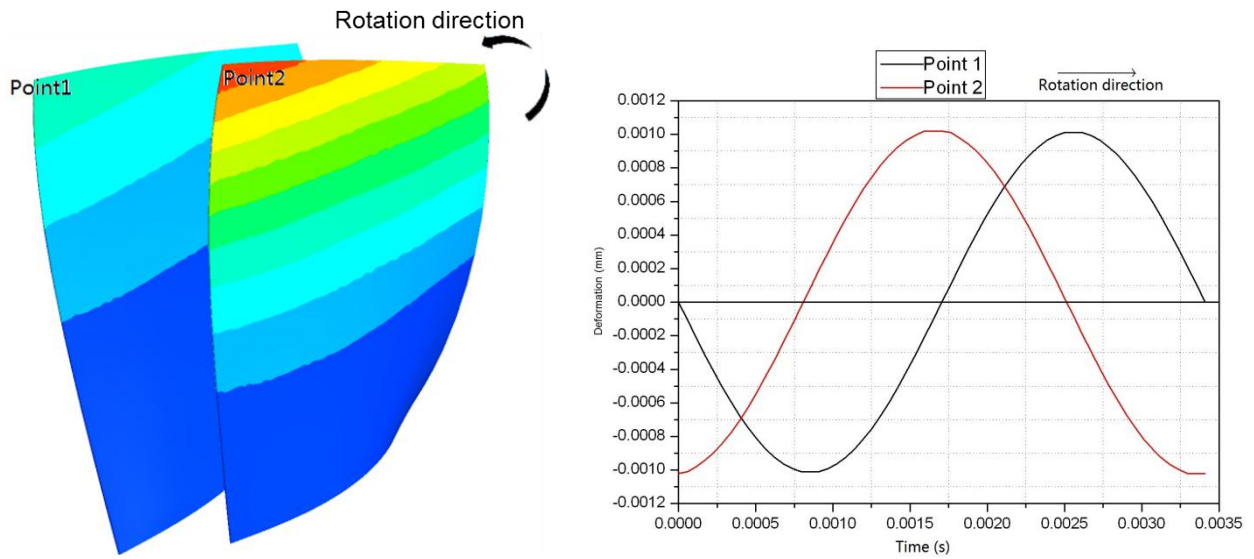 Rotation direction
Point1
Point2
Point 1
Point 2
Rotation direction
0.0012
0.0010
0.0008
0.0006
0.0004
0.0002
0.0000
-0.0002
-0.0004
-0.0006
-0.0008
-0.0010
-0.0012
Deformation (mm)
0.0000 0.0005 0.0010 0.0015 0.0020 0.0025 0.0030 0.0035
Time (s)